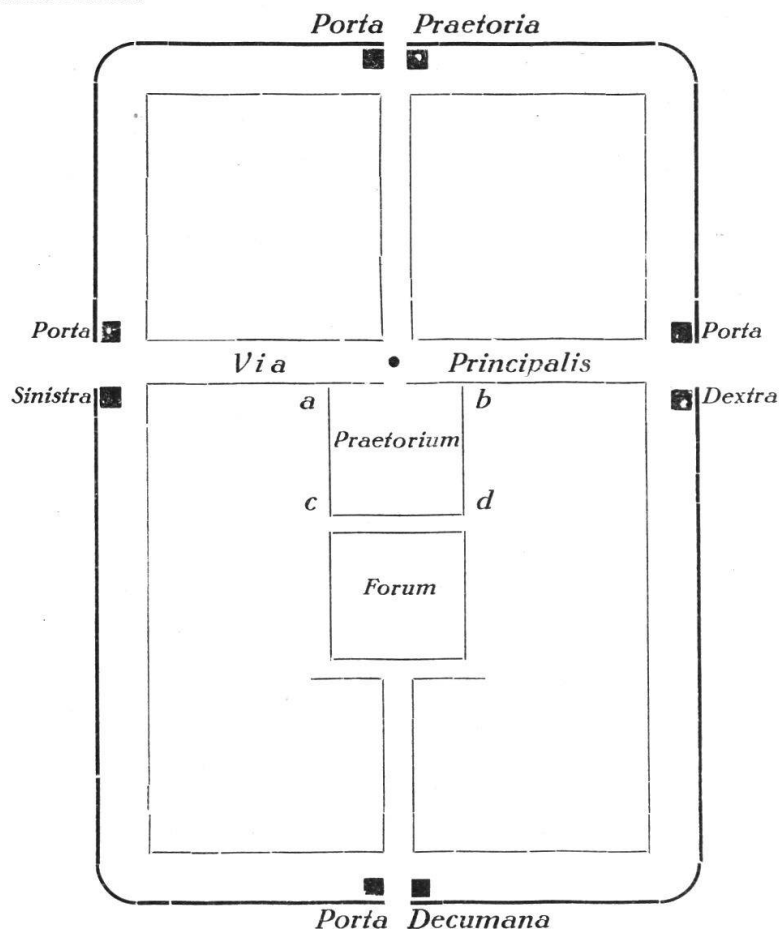 Porta Praetoria
Porta Porta
Via Principalis
Sinistra Dextra
a b
Praetorium
c d
Forum
Porta Decumana